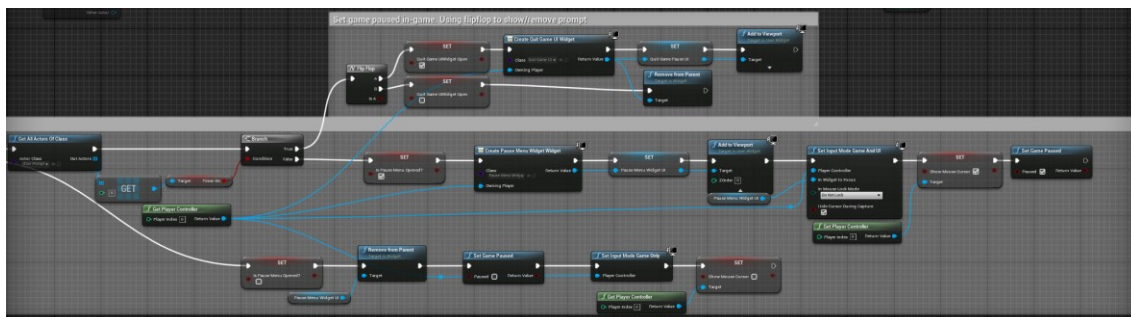 Set game paused in-game. Using flipflop to show/remove prompt
Flip Flop
A
B
Is A
SET
Quit Game UIWidget Open
SET
Quit Game UIWidget Open
Create Quit Game UI Widget
Class
Return Value
Owning Player
SET
Quit Game Pause UI
Add to Viewport
Target
Remove from Parent
Target
Get All Actors Of Class
Actor Class
Out Actors
GET
Target
Branch
Condition
True
False
SET
Is Pause Menu Opened?
Create Pause Menu Widget Widget
Class
Return Value
Owning Player
SET
Pause Menu Widget UI
Add to Viewport
Target
ZOrder
Pause Menu Widget UI
Set Input Mode Game And UI
Player Controller
In Widget to Focus
In Mouse Lock Mode
Do Not Lock
Hide Cursor During Capture
SET
Show Mouse Cursor
Target
Set Game Paused
Paused
Return Value
Get Player Controller
Player Index
Return Value
Get Player Controller
Player Index
Return Value
SET
Is Pause Menu Opened?
Pause Menu Widget UI
Remove from Parent
Target
Set Game Paused
Paused
Return Value
Set Input Mode Game Only
Player Controller
SET
Show Mouse Cursor
Target
Get Player Controller
Player Index
Return Value